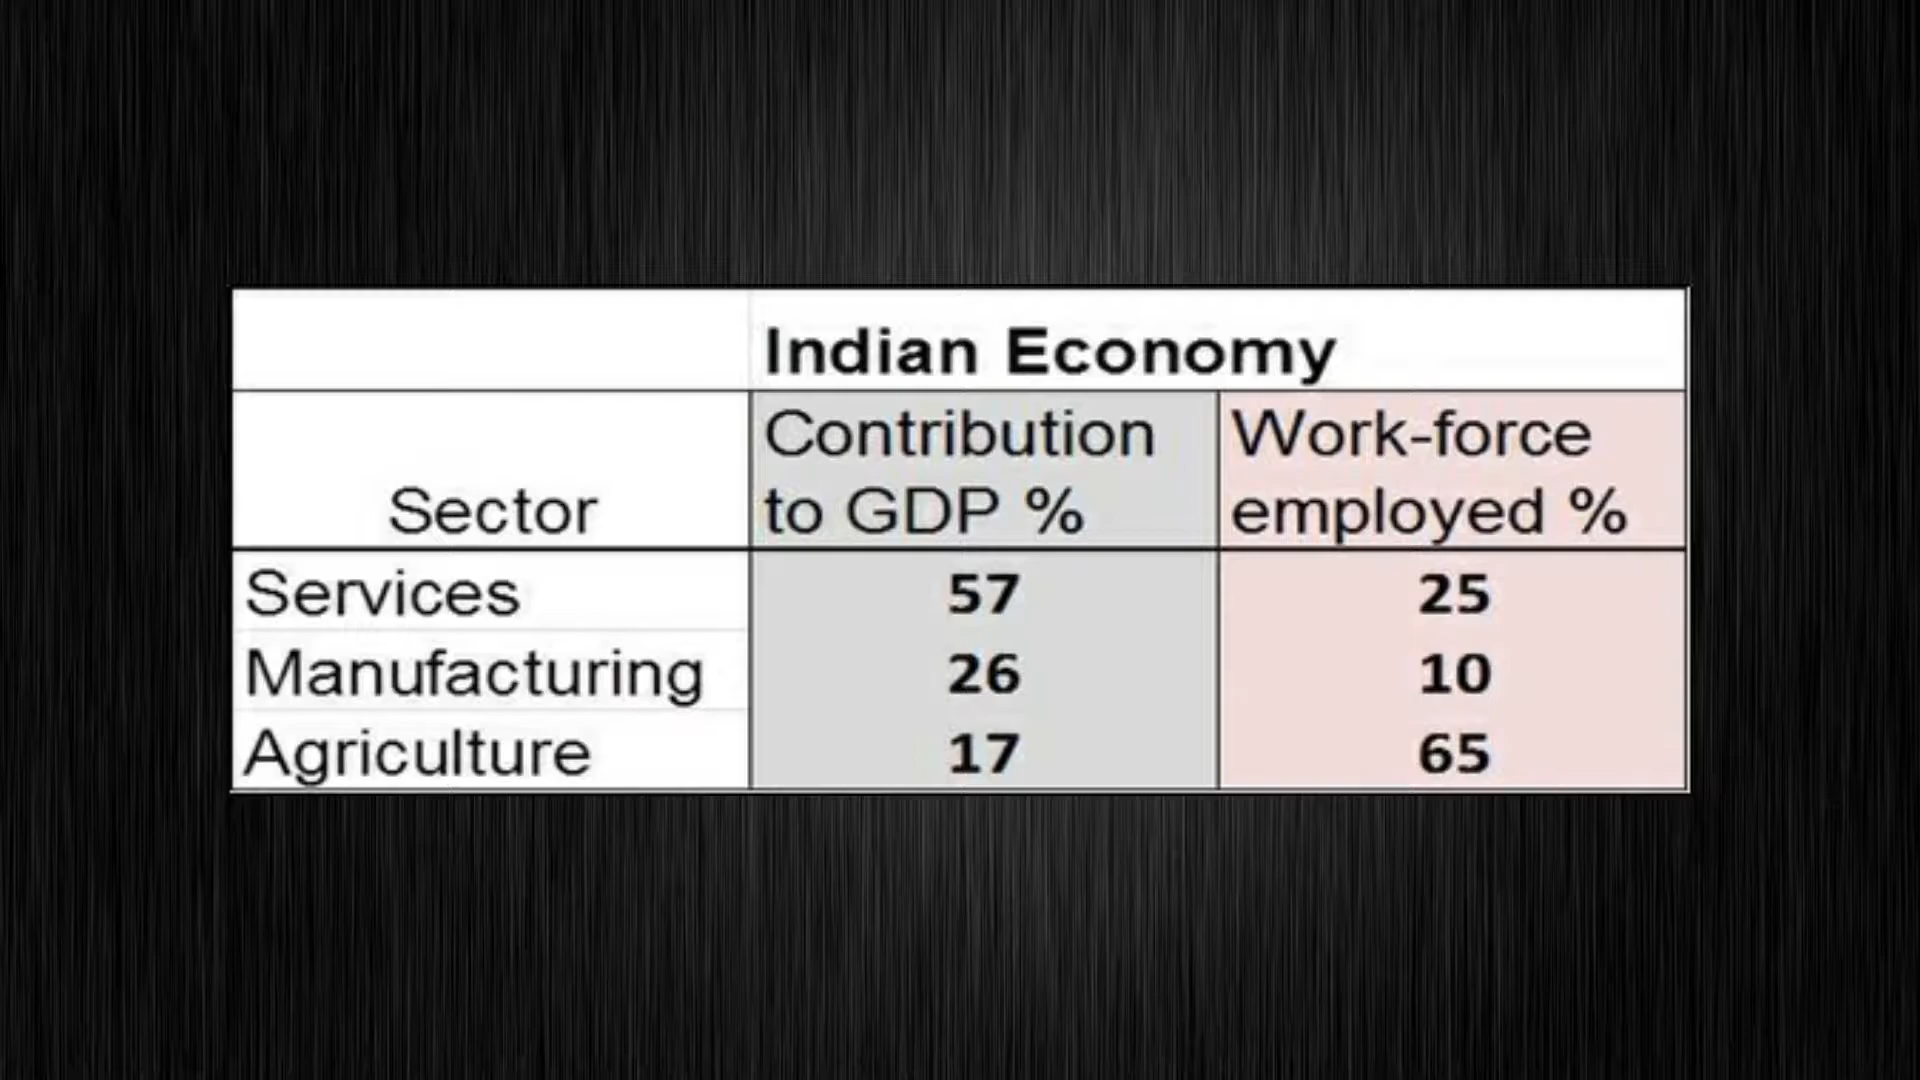 Indian Economy
Sector Contribution to GDP % Work-force employed %
Services 57 25
Manufacturing 26 10
Agriculture 17 65